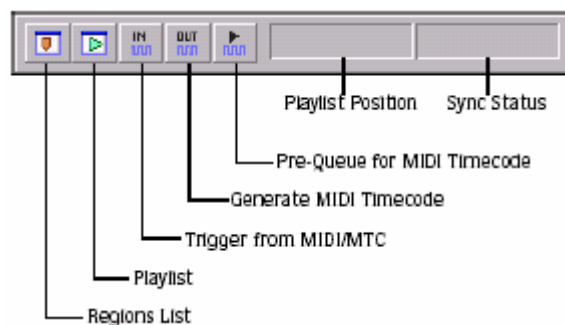 IN OUT
Playlist Position Sync Status
Pre-Queue for MIDI Timecode
Generate MIDI Timecode
Trigger from MIDI/MTC
Playlist
Regions List